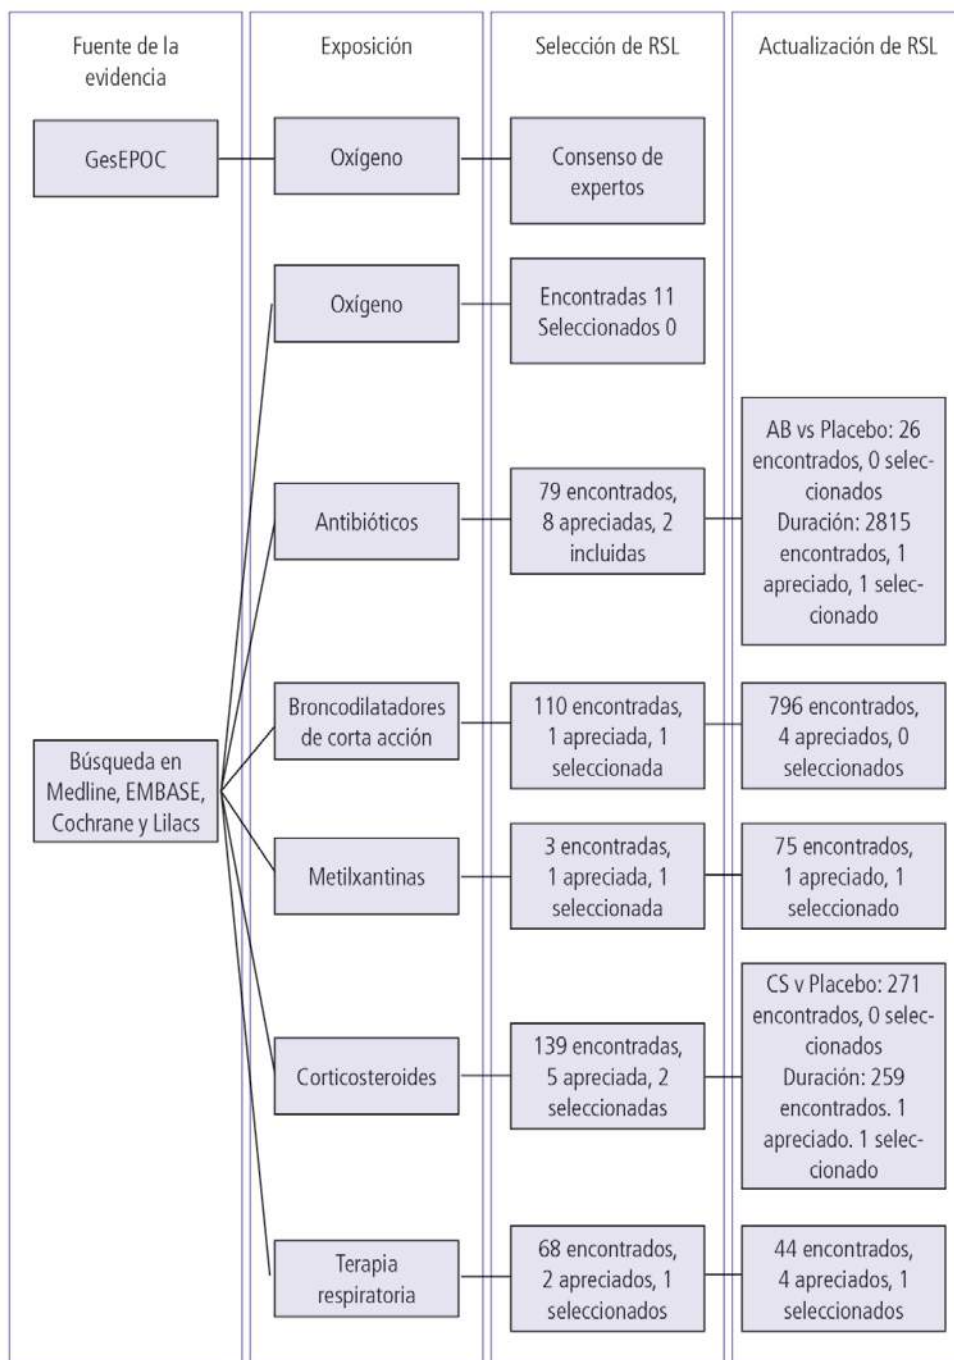 Fuente de la
evidencia
Exposición
Selección de RSL
Actualización de RSL
GesEPOC
Oxígeno
Consenso de
expertos
Oxígeno
Encontradas 11
Seleccionados 0
Antibióticos
79 encontrados,
8 apreciadas, 2
incluidas
AB vs Placebo: 26
encontrados, 0 selec-
cionados
Duración: 2815
encontrados, 1
apreciado, 1 selec-
cionado
Búsqueda en
Medline, EMBASE,
Cochrane y Lilacs
Broncodilatadores
de corta acción
110 encontradas,
1 apreciada, 1
seleccionada
796 encontrados,
4 apreciados, 0
seleccionados
Metilxantinas
3 encontradas,
1 apreciada, 1
seleccionada
75 encontrados,
1 apreciado, 1
seleccionado
Corticosteroides
139 encontradas,
5 apreciada, 2
seleccionadas
CS v Placebo: 271
encontrados, 0 selec-
cionados
Duración: 259
encontrados. 1
apreciado. 1 selec-
cionado
Terapia
respiratoria
68 encontrados,
2 apreciados, 1
seleccionados
44 encontrados,
4 apreciados, 1
seleccionados